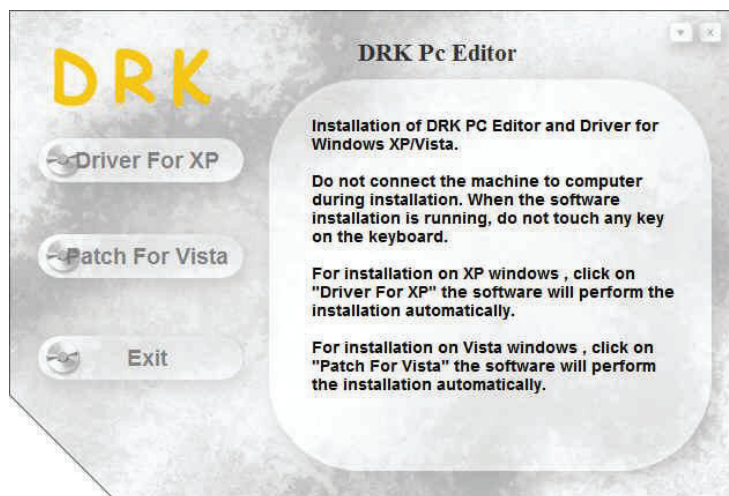 DRK
DRK Pc Editor
x
Driver For XP
Patch For Vista
Exit
Installation of DRK PC Editor and Driver for
Windows XP/Vista.
Do not connect the machine to computer
during installation. When the software
installation is running, do not touch any key
on the keyboard.
For installation on XP windows , click on
"Driver For XP" the software will perform the
installation automatically.
For installation on Vista windows , click on
"Patch For Vista" the software will perform
the installation automatically.